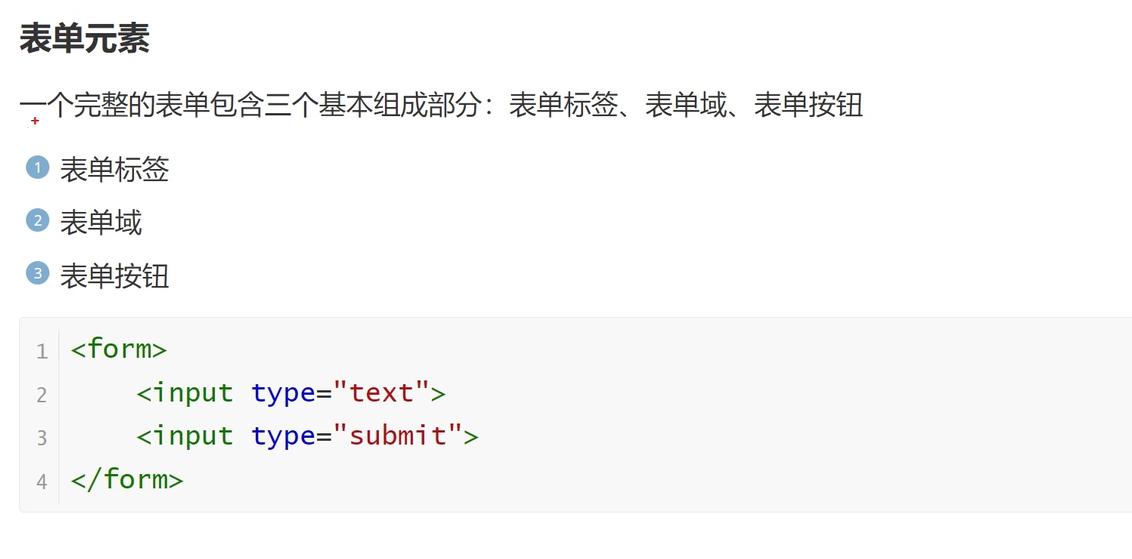 表单元素
一个完整的表单包含三个基本组成部分：表单标签、表单域、表单按钮
1 表单标签
2 表单域
3 表单按钮
1 <form>
2     <input type="text">
3     <input type="submit">
4 </form>